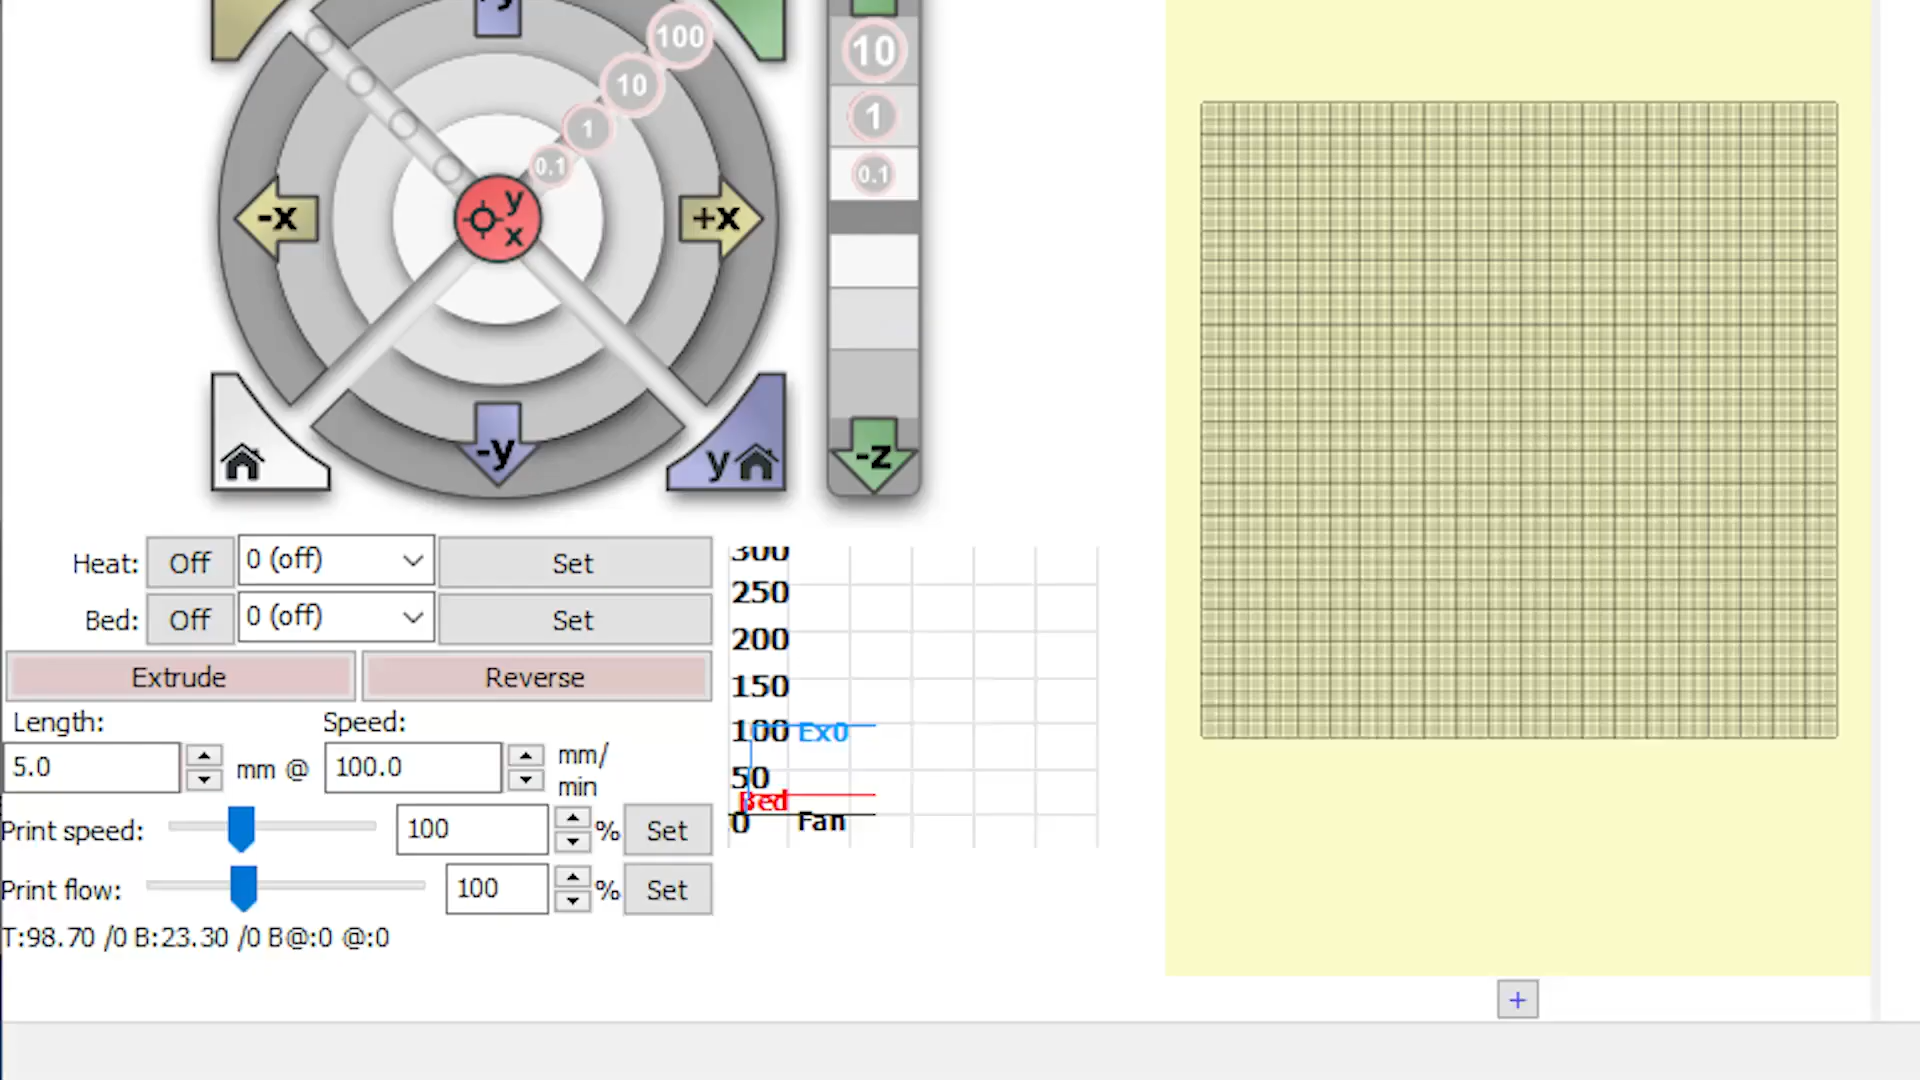 100
10
1
0.1
10
1
0.1
-x
y
x
+x
-y
y
-z
Heat: Off 0 (off) Set
Bed: Off 0 (off) Set
Extrude Reverse
Length: Speed:
5.0 mm @ 100.0 mm/
min
Print speed: 100 % Set
Print flow: 100 % Set
T:98.70 /0 B:23.30 /0 B@:0 @:0
300
250
200
150
100 Ex0
50
Bed
0 Fan
+